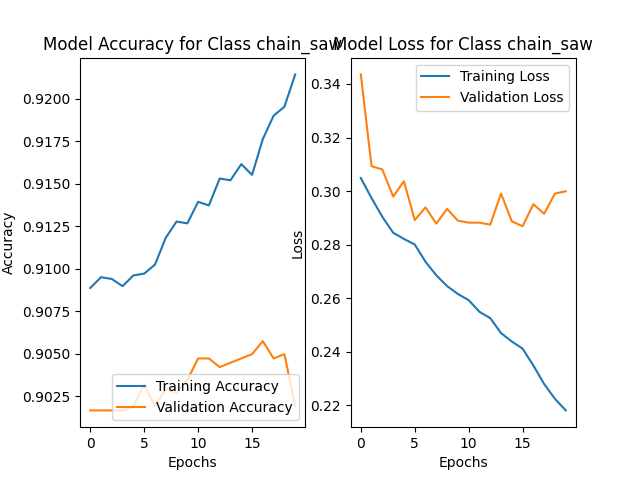 Model Accuracy for Class chain_saw
0.9200
0.9175
0.9150
0.9125
0.9100
0.9075
0.9050
0.9025
Accuracy
Training Accuracy
Validation Accuracy
0
5
10
15
Epochs
Model Loss for Class chain_saw
Training Loss
Validation Loss
0.34
0.32
0.30
0.28
0.26
0.24
0.22
Loss
0
5
10
15
Epochs